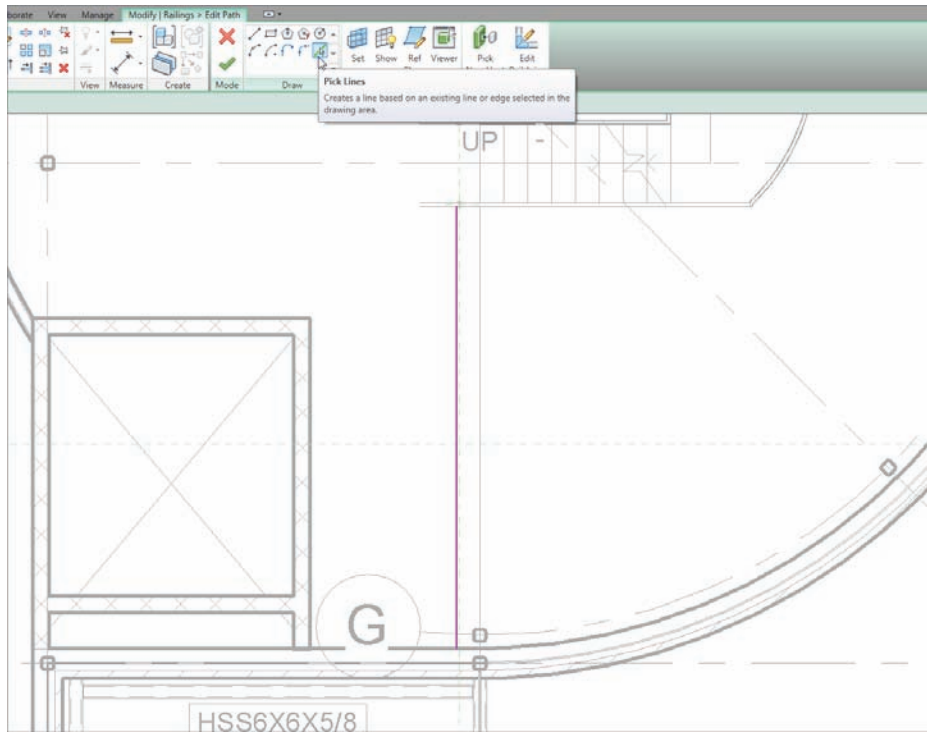 View Manage Modify | Railings > Edit Path
Set Show Ref Viewer Pick Edit
View Measure Create Mode Draw
Pick Lines
Creates a line based on an existing line or edge selected in the
drawing area.
UP
G
HSS6X6X5/8